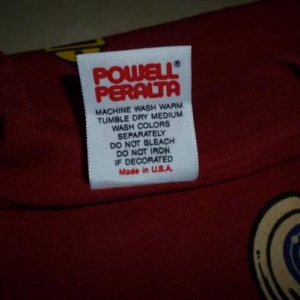 POWELL®
PERALTA
MACHINE WASH WARM
TUMBLE DRY MEDIUM
WASH COLORS
SEPARATELY
DO NOT BLEACH
DO NOT IRON
IF DECORATED
Made in U.S.A.